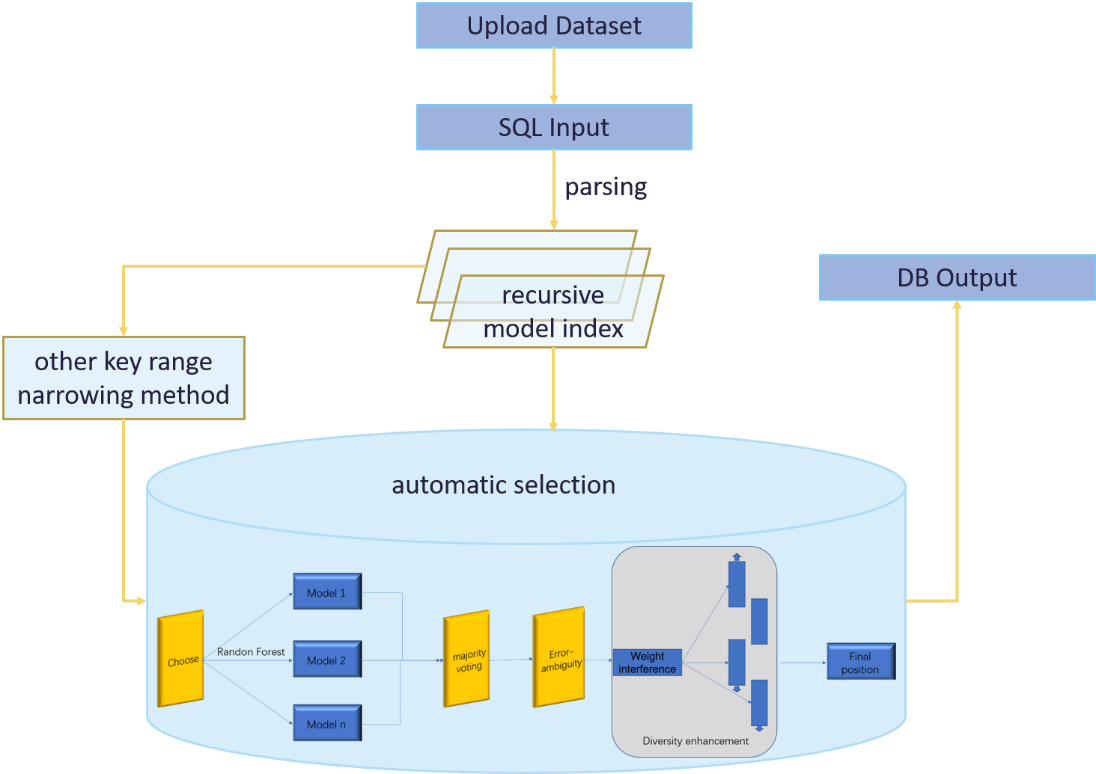 Upload Dataset
SQL Input
parsing
recursive
model index
DB Output
other key range
narrowing method
automatic selection
Choose
Randon Forest
Model 1
Model 2
Model n
majority
voting
Error-
ambiguity
Weight
interference
Diversity enhancement
Final
position